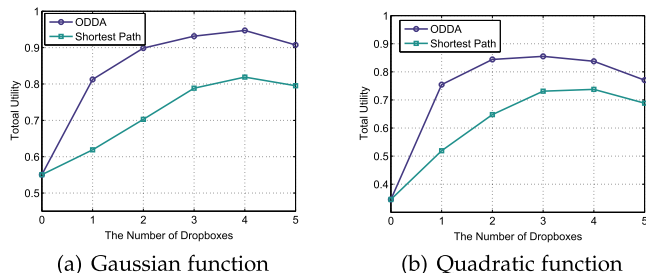 ODDA
Shortest Path
1
0.9
0.8
0.7
0.6
0.5
0 1 2 3 4 5
Totoal Utility
The Number of Dropboxes
(a) Gaussian function
ODDA
Shortest Path
1
0.9
0.8
0.7
0.6
0.5
0.4
0 1 2 3 4 5
Total Utility
The Number of Dropboxes
(b) Quadratic function